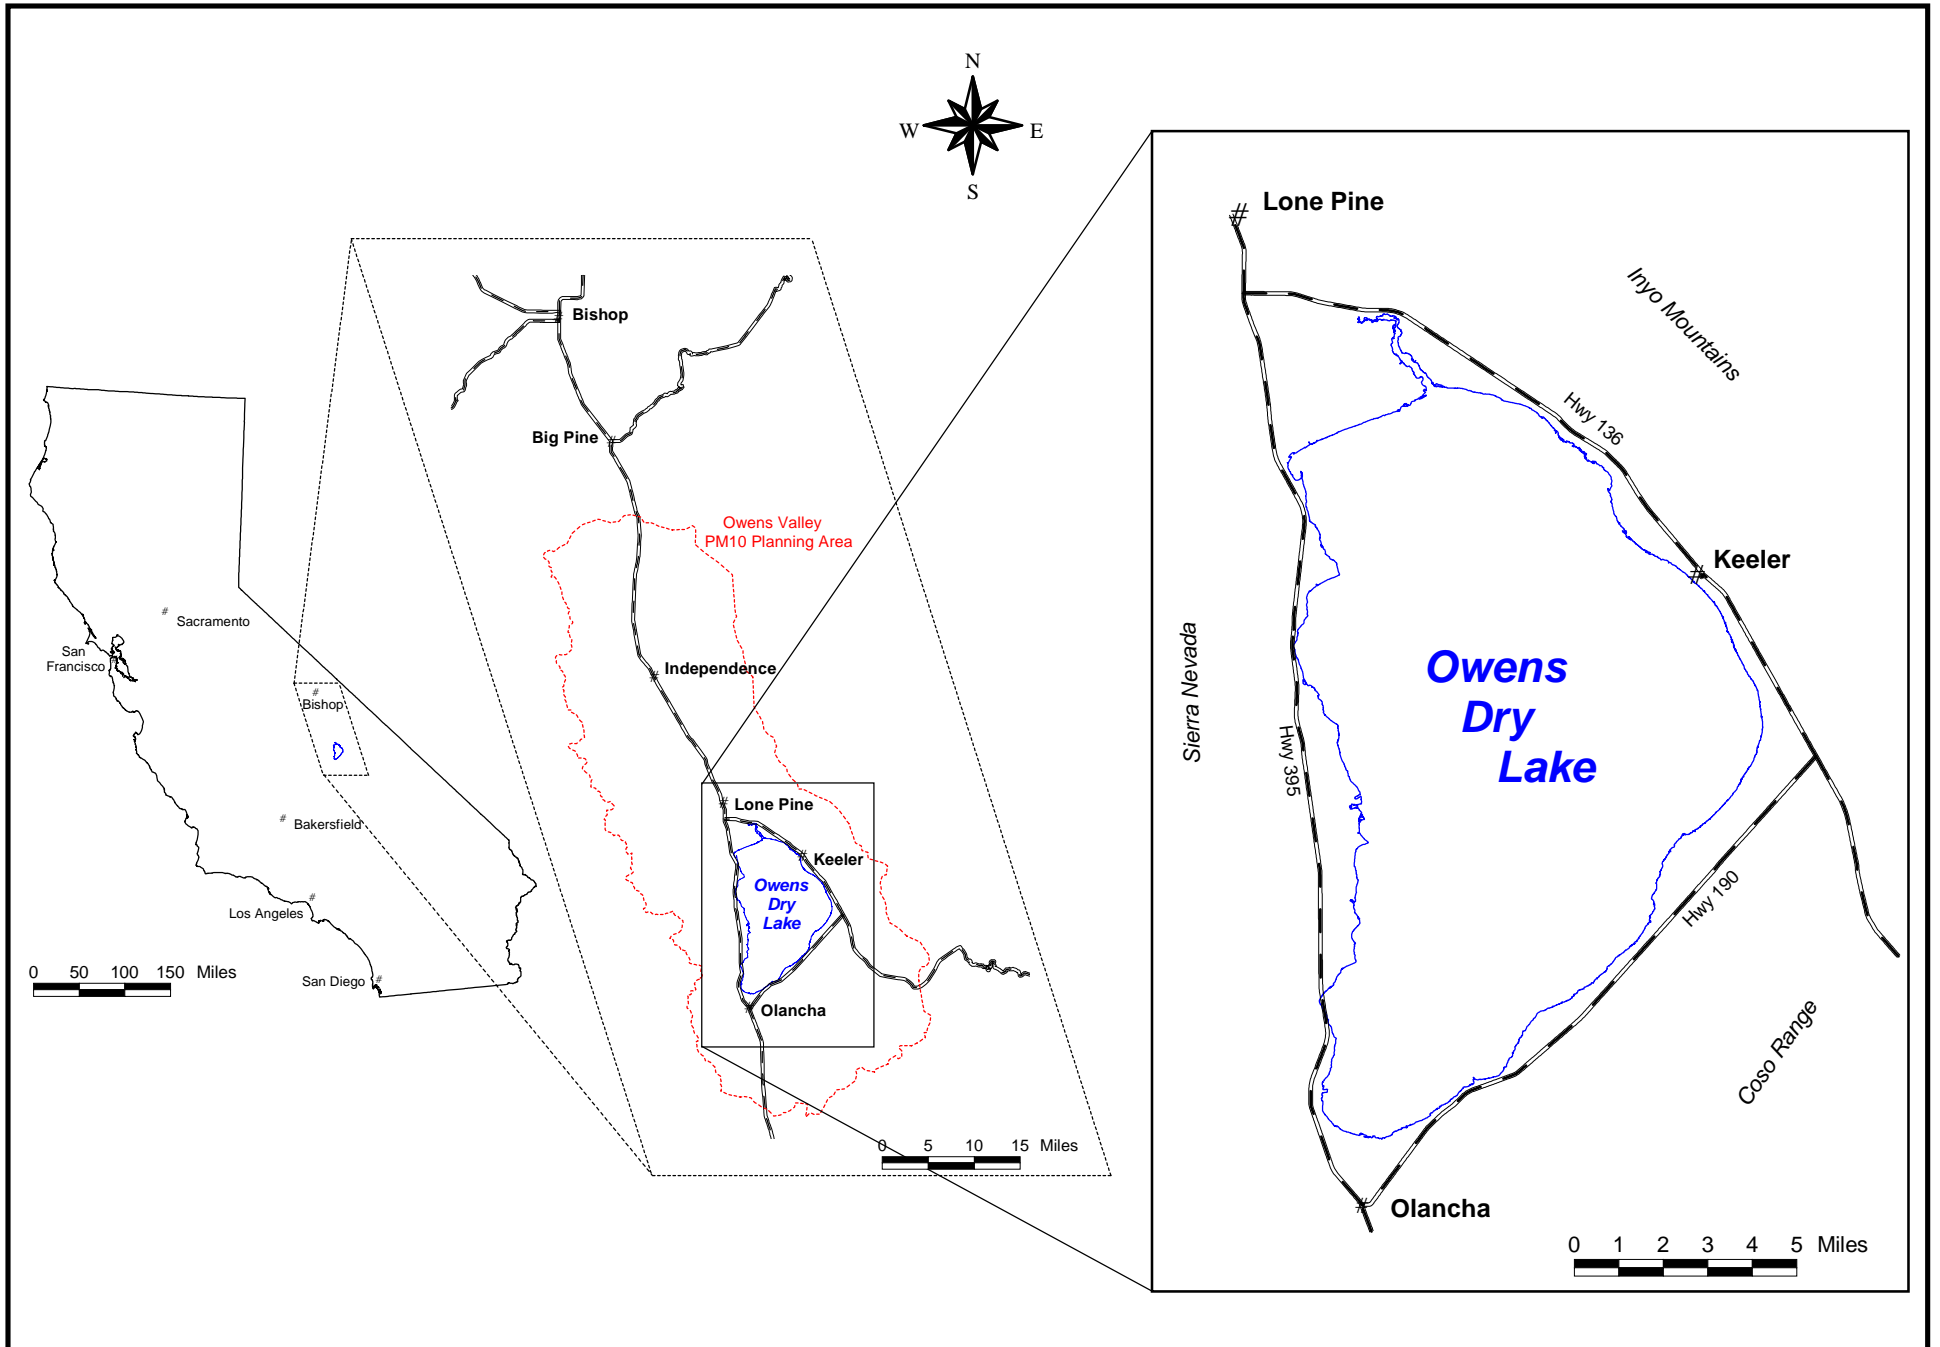 N
W
E
S
Sacramento
San
Francisco
Bishop
Bakersfield
Los Angeles
San Diego
0 50 100 150 Miles
Bishop
Big Pine
Owens Valley
PM10 Planning Area
Independence
Lone Pine
Keeler
Owens
Dry
Lake
Olancha
0 5 10 15 Miles
Lone Pine
Inyo Mountains
Hwy 136
Keeler
Sierra Nevada
Owens
Dry
Lake
Hwy 395
Hwy 190
Coso Range
Olancha
0 1 2 3 4 5 Miles